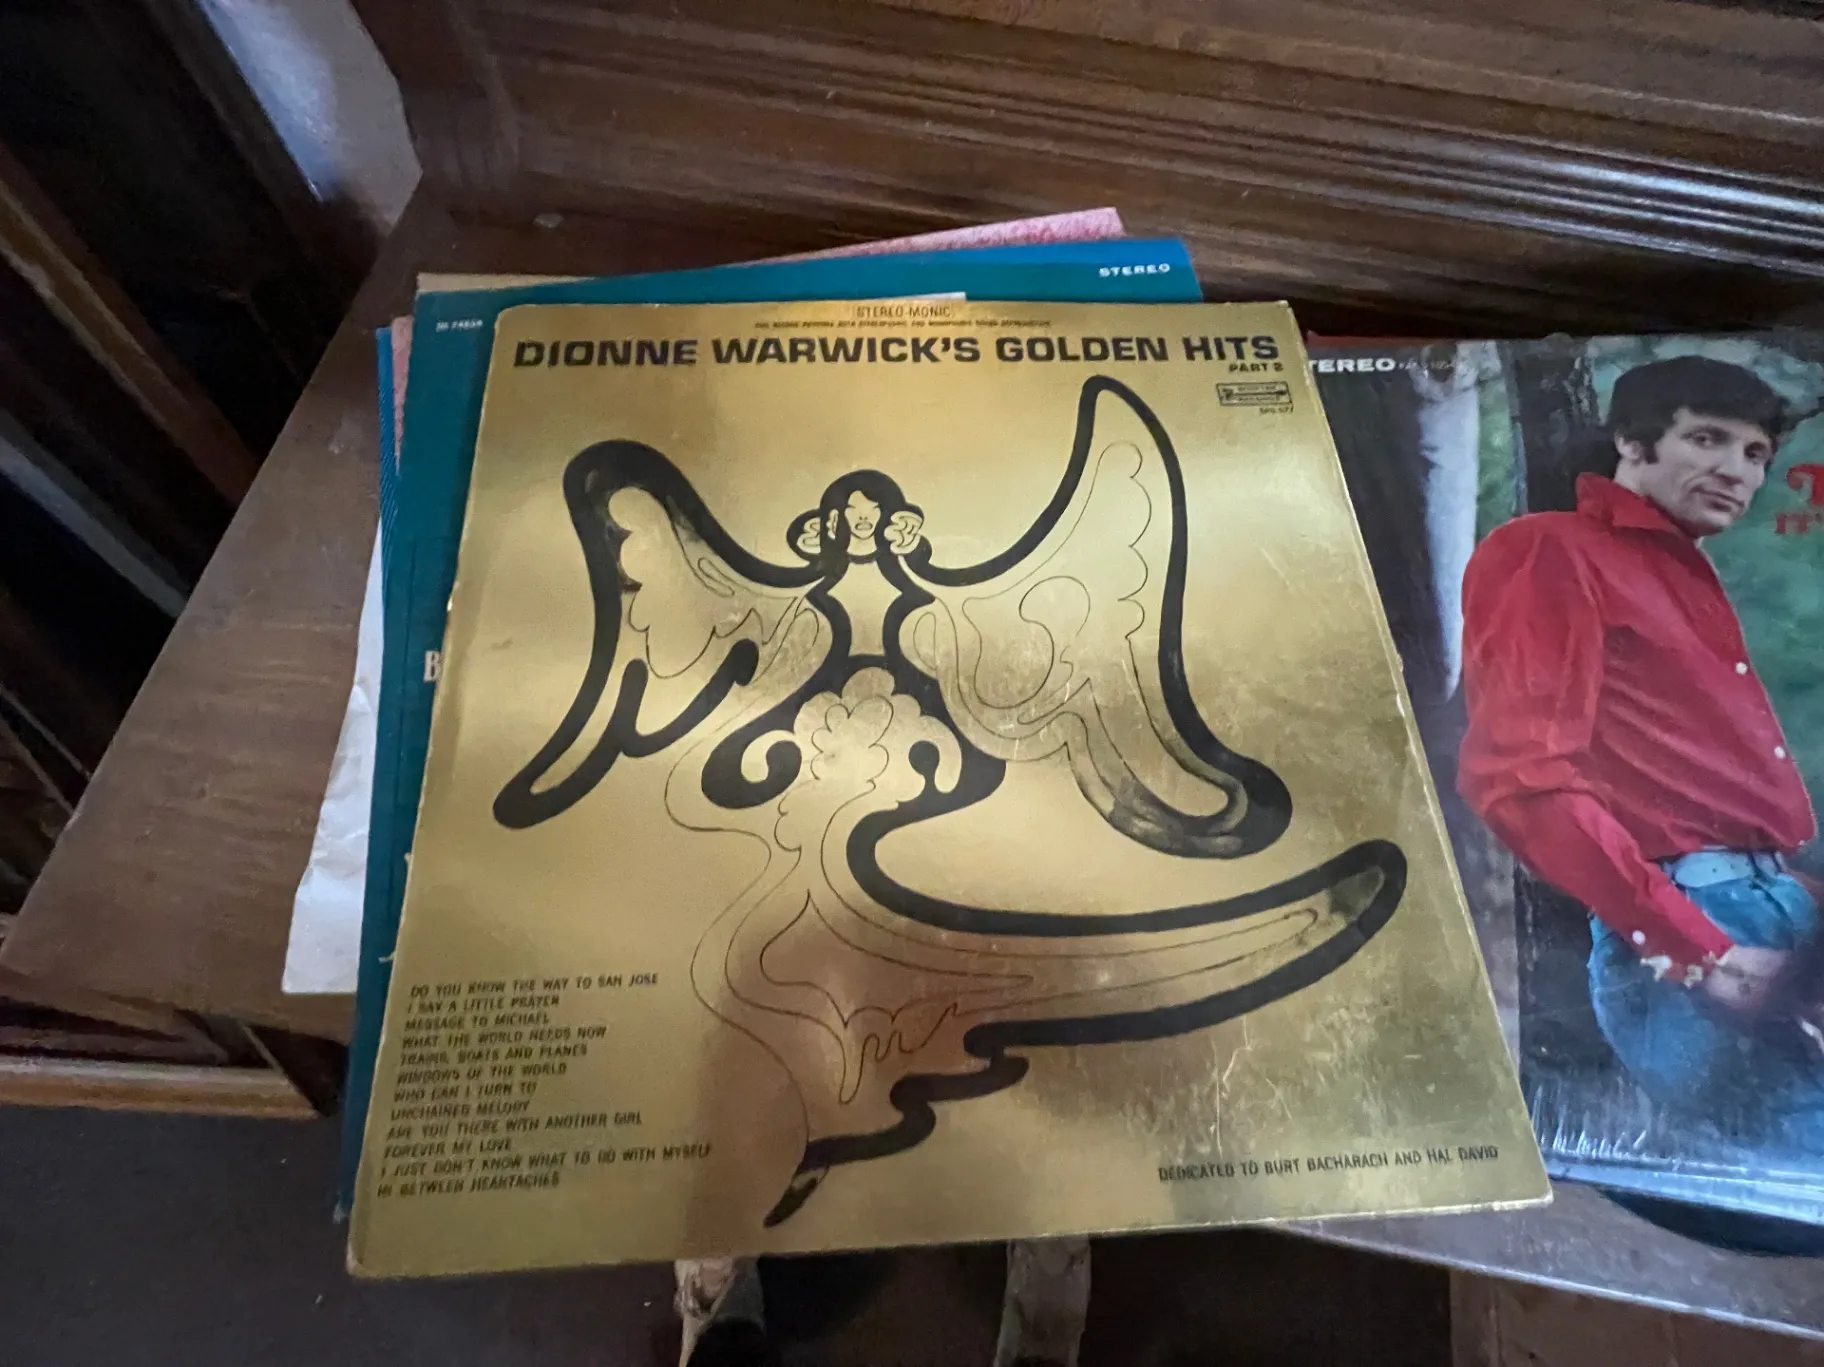 STEREO
STEREO-MONIC
DIONNE WARWICK'S GOLDEN HITS
PART 2
STEREO
DO YOU KNOW THE WAY TO SAN JOSE
I SAY A LITTLE PRAYER
MESSAGE TO MICHAEL
WHAT THE WORLD NEEDS NOW
TRAINS, BOATS AND PLANES
WINDOWS OF THE WORLD
WHO CAN I TURN TO
UNCHAINED MELODY
ARE YOU THERE WITH ANOTHER GIRL
FOREVER MY LOVE
I JUST DON'T KNOW WHAT TO DO WITH MYSELF
IN BETWEEN HEARTACHES
DEDICATED TO BURT BACHARACH AND HAL DAVID